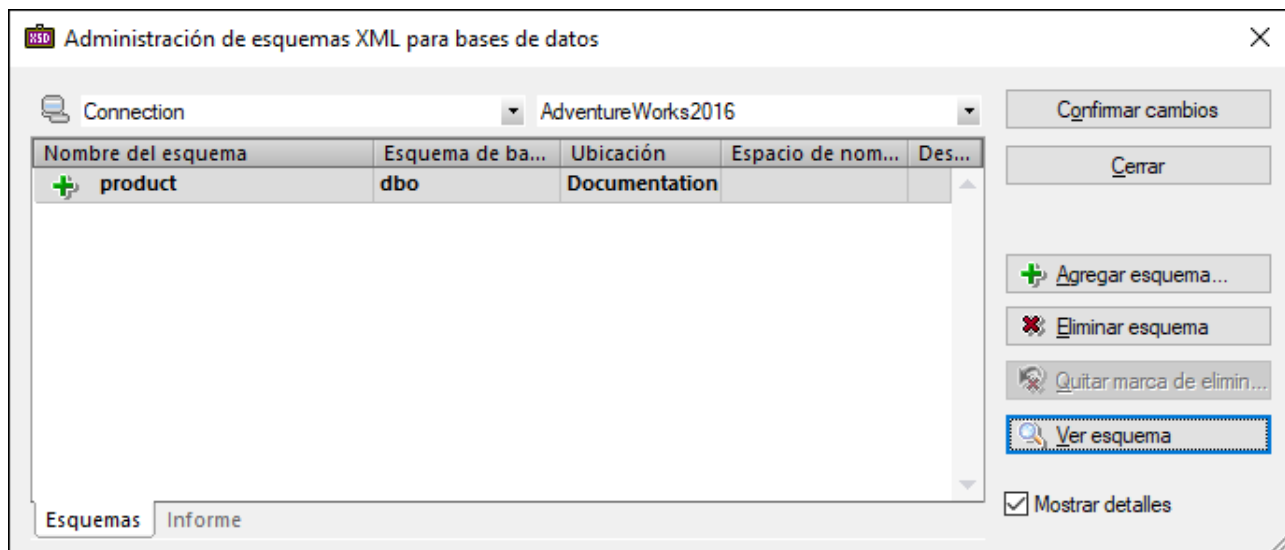 XSD Administración de esquemas XML para bases de datos
Connection AdventureWorks2016 Confirmar cambios
Nombre del esquema Esquema de ba... Ubicación Espacio de nom... Des...
Cerrar
product dbo Documentation
Agregar esquema...
Eliminar esquema
Quitar marca de elimin...
Ver esquema
Mostrar detalles
Esquemas Informe